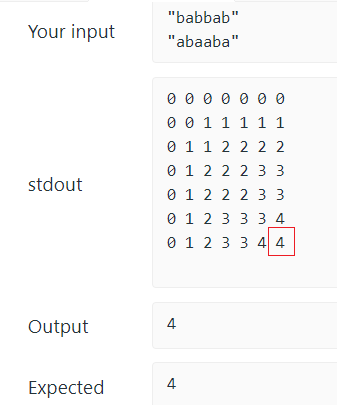 Your input
"babbab"
"abaaba"
stdout
0 0 0 0 0 0 0
0 0 1 1 1 1 1
0 1 1 2 2 2 2
0 1 2 2 2 3 3
0 1 2 2 2 3 3
0 1 2 3 3 3 4
0 1 2 3 3 4 4
Output
4
Expected
4